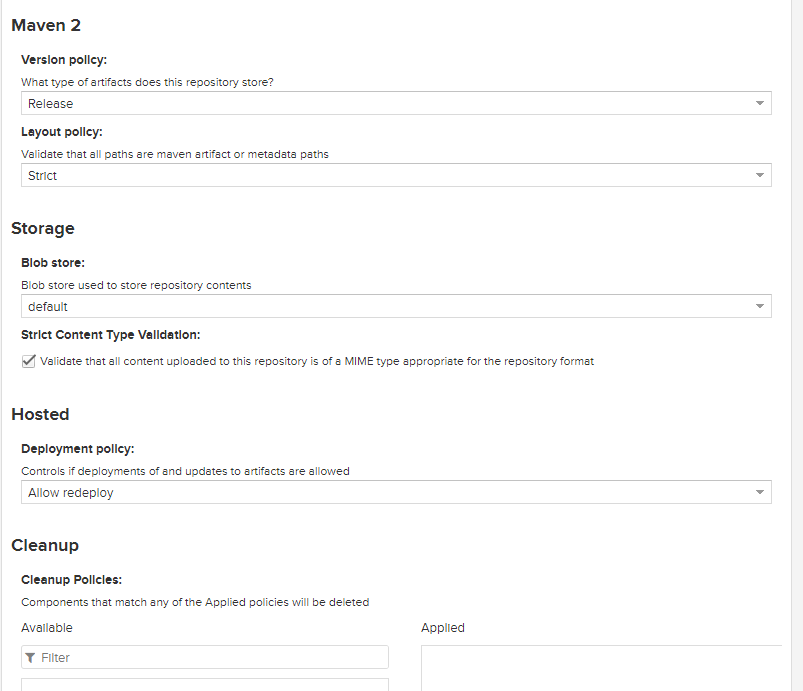 Maven 2
Version policy:
What type of artifacts does this repository store?
Release
Layout policy:
Validate that all paths are maven artifact or metadata paths
Strict
Storage
Blob store:
Blob store used to store repository contents
default
Strict Content Type Validation:
Validate that all content uploaded to this repository is of a MIME type appropriate for the repository format
Hosted
Deployment policy:
Controls if deployments of and updates to artifacts are allowed
Allow redeploy
Cleanup
Cleanup Policies:
Components that match any of the Applied policies will be deleted
Available Applied
Filter